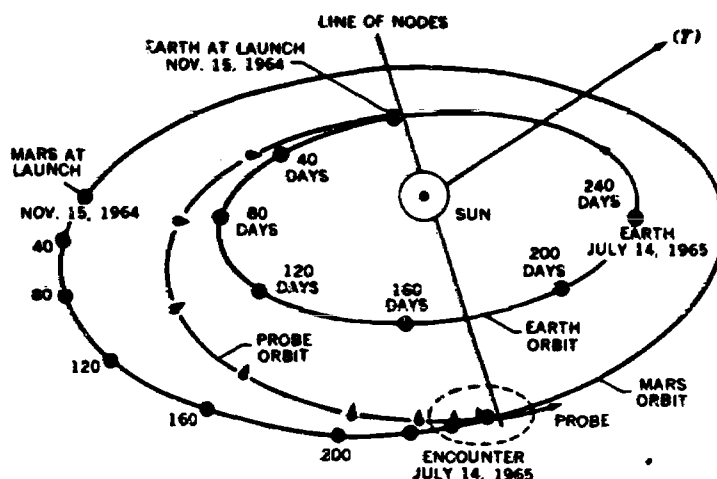 LINE OF NODES
EARTH AT LAUNCH
NOV. 15, 1964
(♈)
MARS AT
LAUNCH
NOV. 15, 1964
40
DAYS
240
DAYS
SUN
40
80
DAYS
EARTH
JULY 14, 1965
80
120
DAYS
160
DAYS
200
DAYS
EARTH
ORBIT
PROBE
ORBIT
120
MARS
ORBIT
160
PROBE
200
ENCOUNTER
JULY 14, 1965